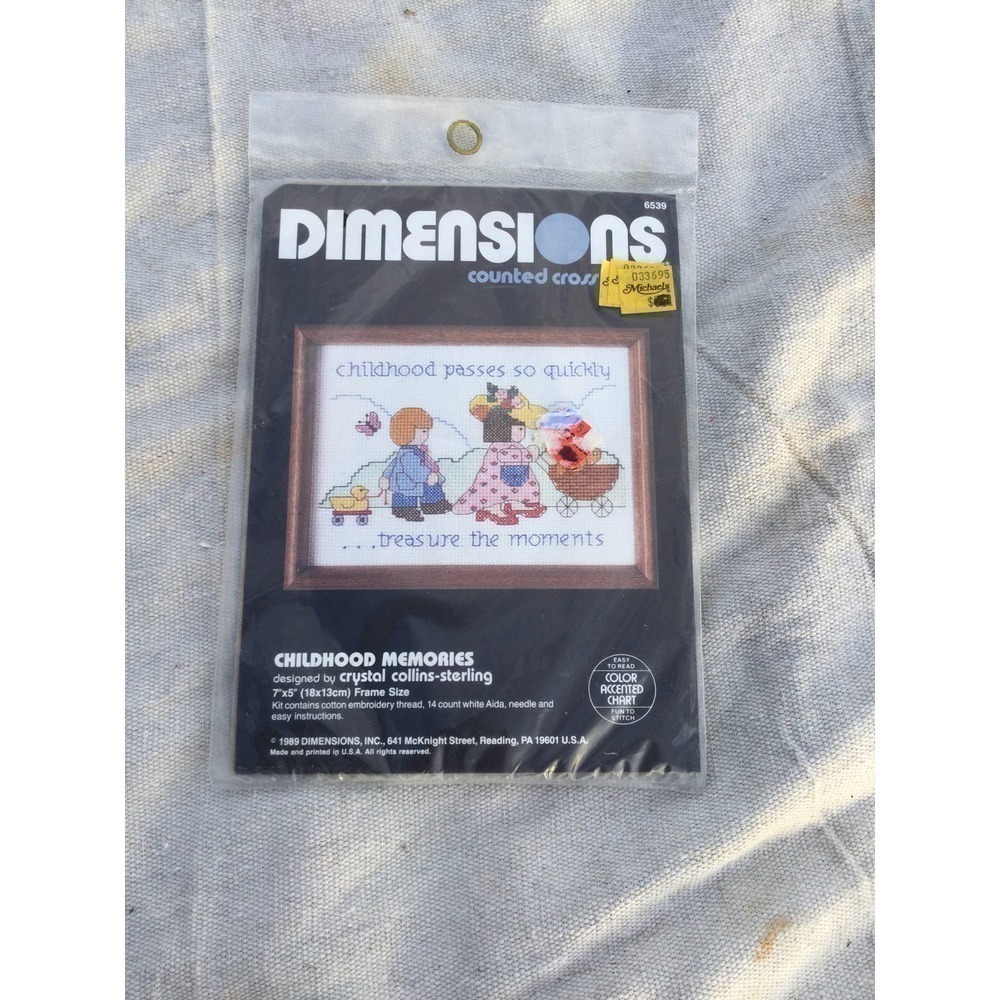 6539
DIMENSIONS
counted cross
033695
Michaels
$
childhood passes so quickly
...treasure the moments
CHILDHOOD MEMORIES
designed by crystal collins-sterling
7"x5" (18x13cm) Frame Size
Kit contains cotton embroidery thread, 14 count white Aida, needle and
easy instructions.
© 1989 DIMENSIONS, INC., 641 McKnight Street, Reading, PA 19601 U.S.A.
Made and printed in U.S.A. All rights reserved.
EASY
TO READ
COLOR
ACCENTED
CHART
FUN TO
STITCH